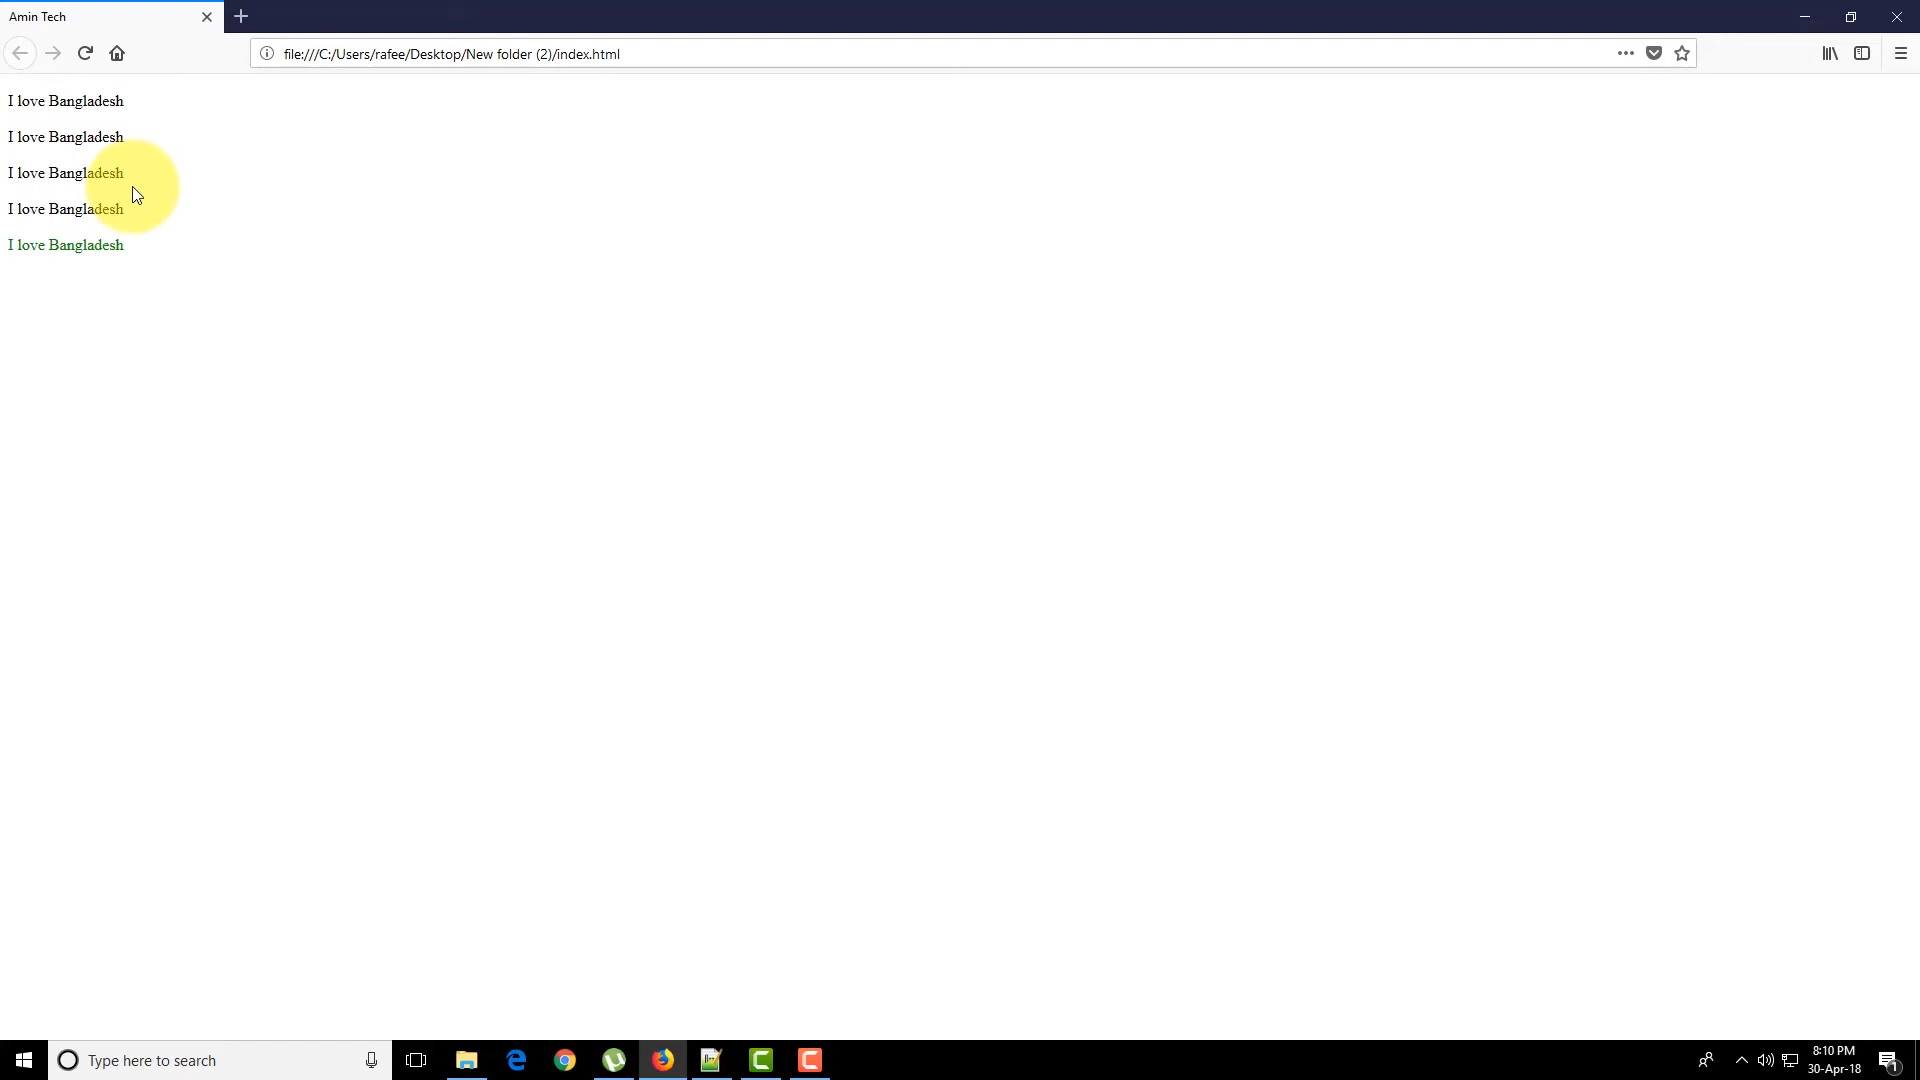 Amin Tech
file:///C:/Users/rafee/Desktop/New folder (2)/index.html
I love Bangladesh
I love Bangladesh
I love Bangladesh
I love Bangladesh
I love Bangladesh
Type here to search
8:10 PM
30-Apr-18
1